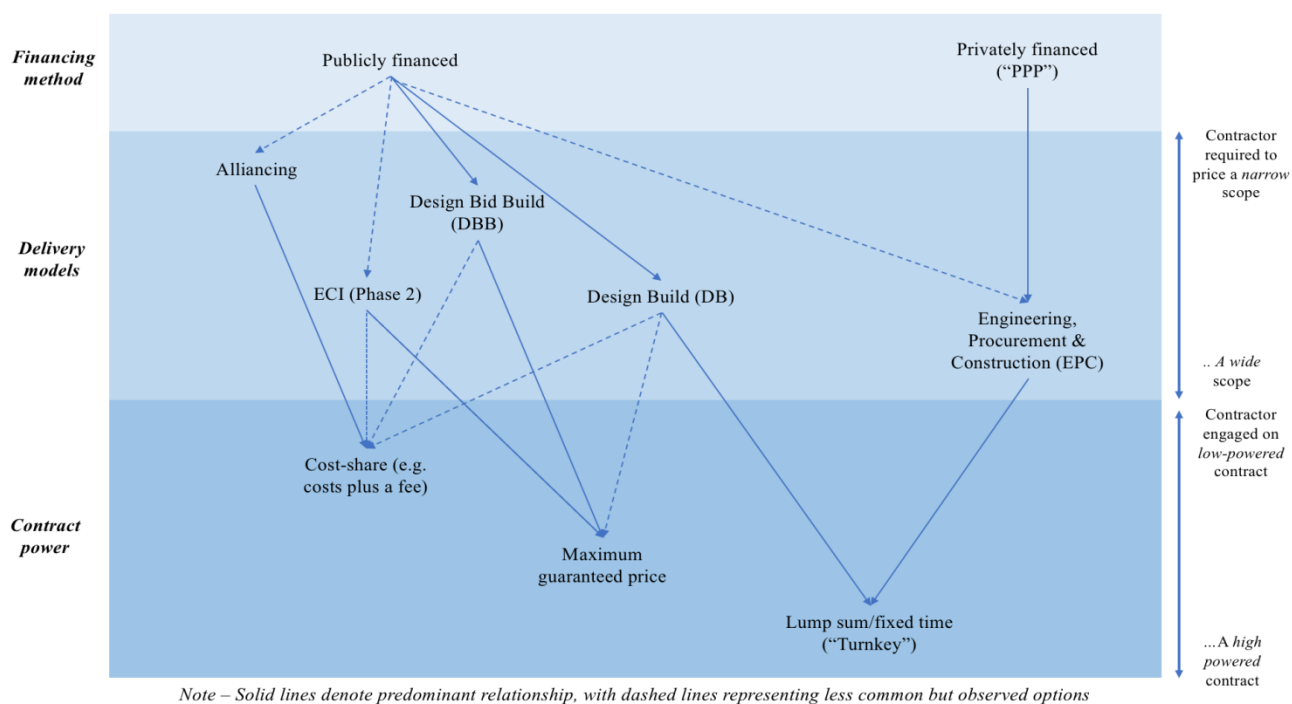 Financing
method
Publicly financed
Privately financed
(“PPP”)
Contractor
required to
price a narrow
scope
Alliancing
Design Bid Build
(DBB)
Delivery
models
ECI (Phase 2)
Design Build (DB)
Engineering,
Procurement &
Construction (EPC)
.. A wide
scope
Contractor
engaged on
low-powered
contract
Cost-share (e.g.
costs plus a fee)
Contract
power
Maximum
guaranteed price
Lump sum/fixed time
(“Turnkey”)
...A high
powered
contract
Note – Solid lines denote predominant relationship, with dashed lines representing less common but observed options